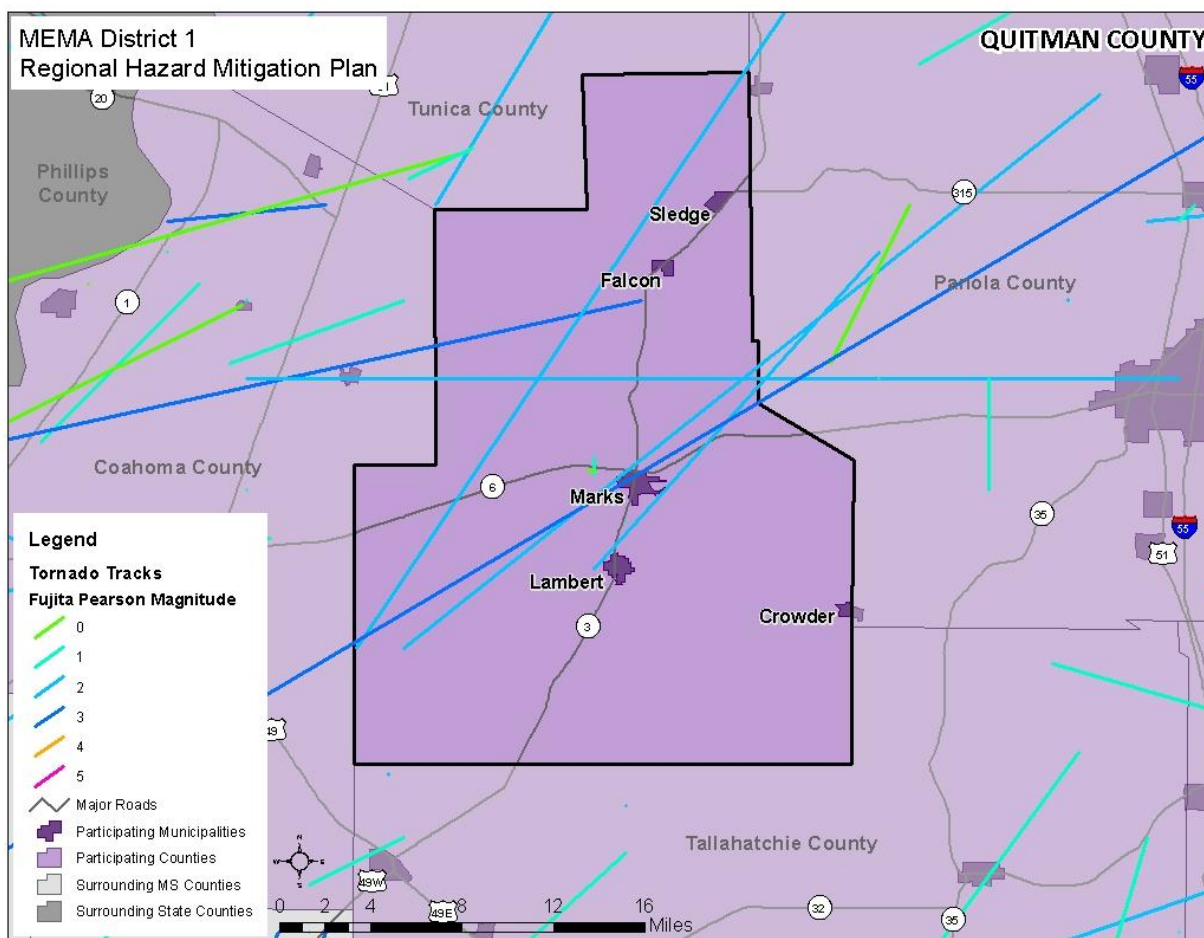 MEMA District 1
Regional Hazard Mitigation Plan
QUITMAN COUNTY
55
20
Tunica County
Phillips
County
315
Sledge
Falcon
Panola County
1
Coahoma County
6
Marks
35
55
51
Lambert
Crowder
3
49
Legend
Tornado Tracks
Fujita Pearson Magnitude
0
1
2
3
4
5
Major Roads
Participating Municipalities
Participating Counties
Surrounding MS Counties
Surrounding State Counties
N
W
E
S
Tallahatchie County
49W
49E
32
35
0 2 4 8 12 16
Miles